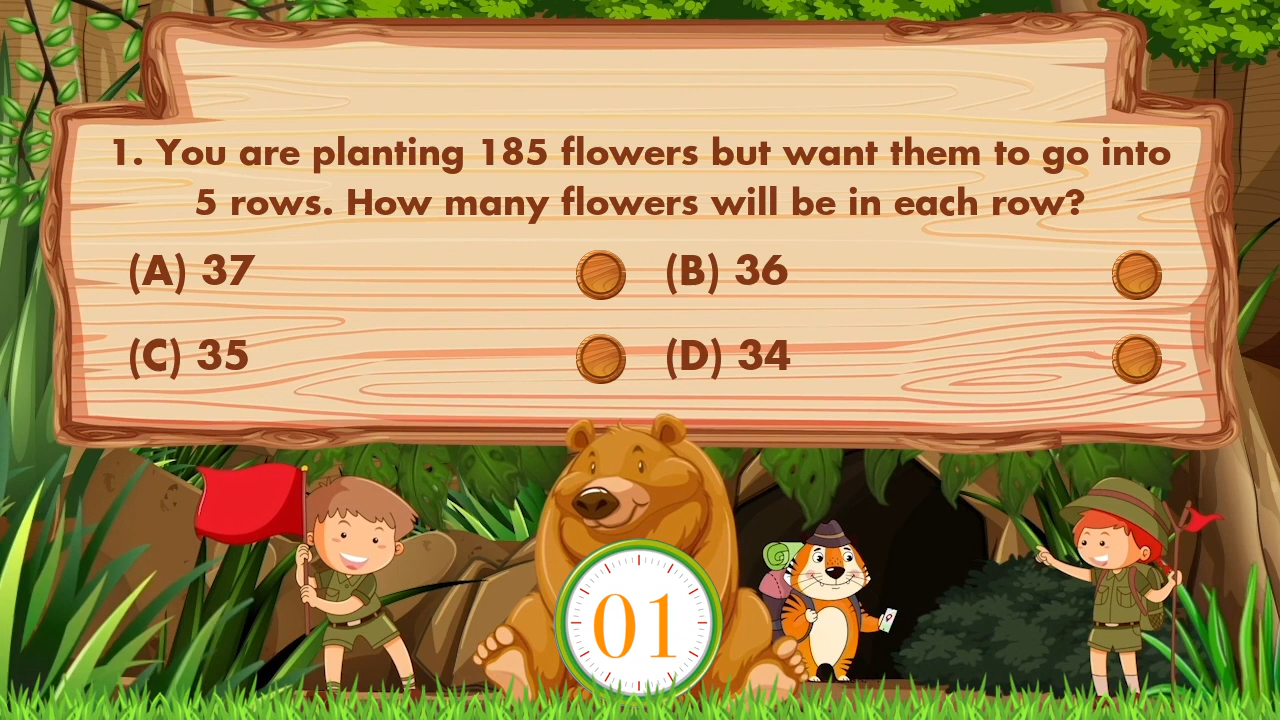 1. You are planting 185 flowers but want them to go into
5 rows. How many flowers will be in each row?
(A) 37
(B) 36
(C) 35
(D) 34
01